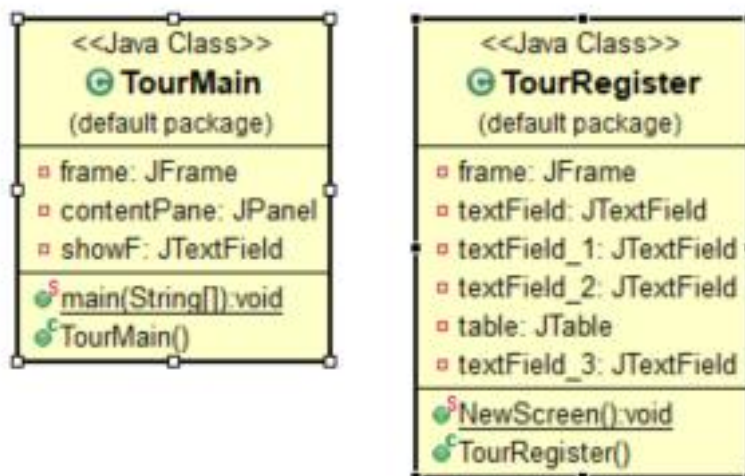 <<Java Class>>
TourMain
(default package)
frame: JFrame
contentPane: JPanel
showF: JTextField
main(String[]):void
TourMain()
<<Java Class>>
TourRegister
(default package)
frame: JFrame
textField: JTextField
textField_1: JTextField
textField_2: JTextField
table: JTable
textField_3: JTextField
NewScreen():void
TourRegister()